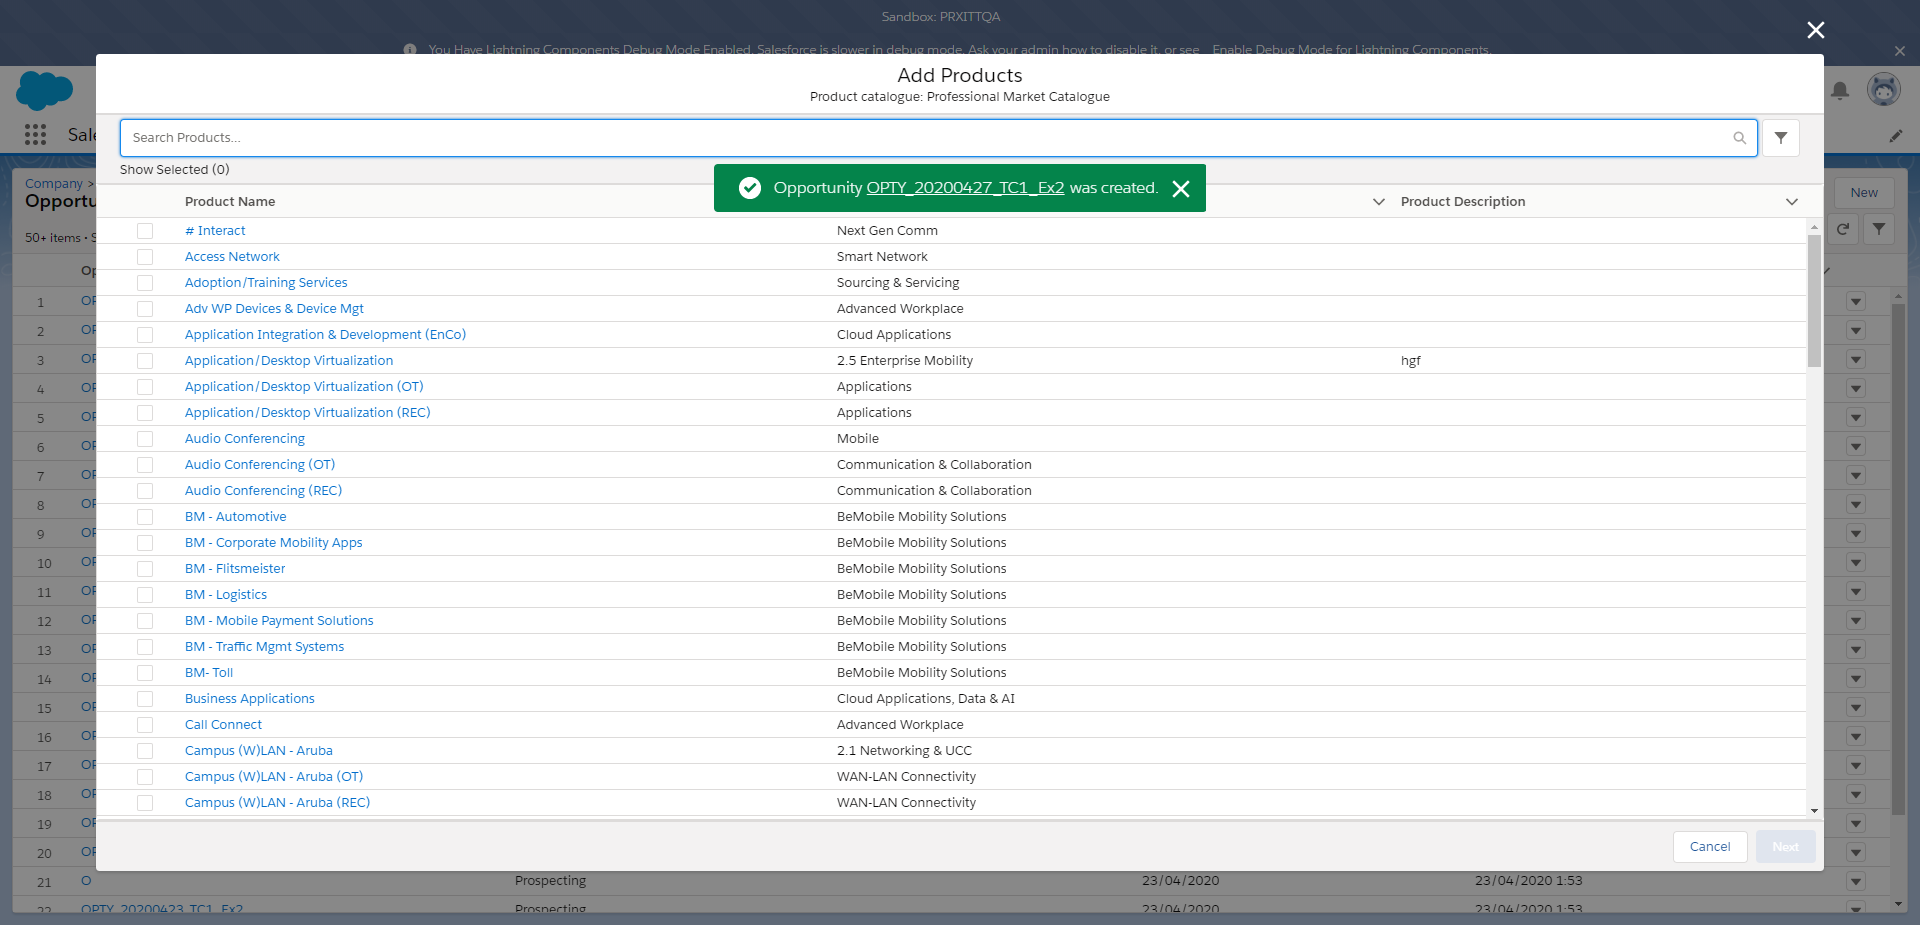 Sandbox: PRXITTQA
You Have Lightning Components Debug Mode Enabled. Salesforce is slower in debug mode. Ask your admin how to disable it, or see Enable Debug Mode for Lightning Components.
Add Products
Product catalogue: Professional Market Catalogue
Search Products...
Show Selected (0)
Opportunity OPTY_20200427_TC1_Ex2 was created.
Product Name Product Description
# Interact Next Gen Comm
Access Network Smart Network
Adoption/Training Services Sourcing & Servicing
Adv WP Devices & Device Mgt Advanced Workplace
Application Integration & Development (EnCo) Cloud Applications
Application/Desktop Virtualization 2.5 Enterprise Mobility hgf
Application/Desktop Virtualization (OT) Applications
Application/Desktop Virtualization (REC) Applications
Audio Conferencing Mobile
Audio Conferencing (OT) Communication & Collaboration
Audio Conferencing (REC) Communication & Collaboration
BM - Automotive BeMobile Mobility Solutions
BM - Corporate Mobility Apps BeMobile Mobility Solutions
BM - Flitsmeister BeMobile Mobility Solutions
BM - Logistics BeMobile Mobility Solutions
BM - Mobile Payment Solutions BeMobile Mobility Solutions
BM - Traffic Mgmt Systems BeMobile Mobility Solutions
BM- Toll BeMobile Mobility Solutions
Business Applications Cloud Applications, Data & AI
Call Connect Advanced Workplace
Campus (W)LAN - Aruba 2.1 Networking & UCC
Campus (W)LAN - Aruba (OT) WAN-LAN Connectivity
Campus (W)LAN - Aruba (REC) WAN-LAN Connectivity
Cancel Next
Company >
50+ items •
New
1
2
3
4
5
6
7
8
9
10
11
12
13
14
15
16
17
18
19
20
21 O Prospecting 23/04/2020 23/04/2020 1:53
22 OPTY_20200423_TC1_Ex2 Prospecting 23/04/2020 23/04/2020 1:53